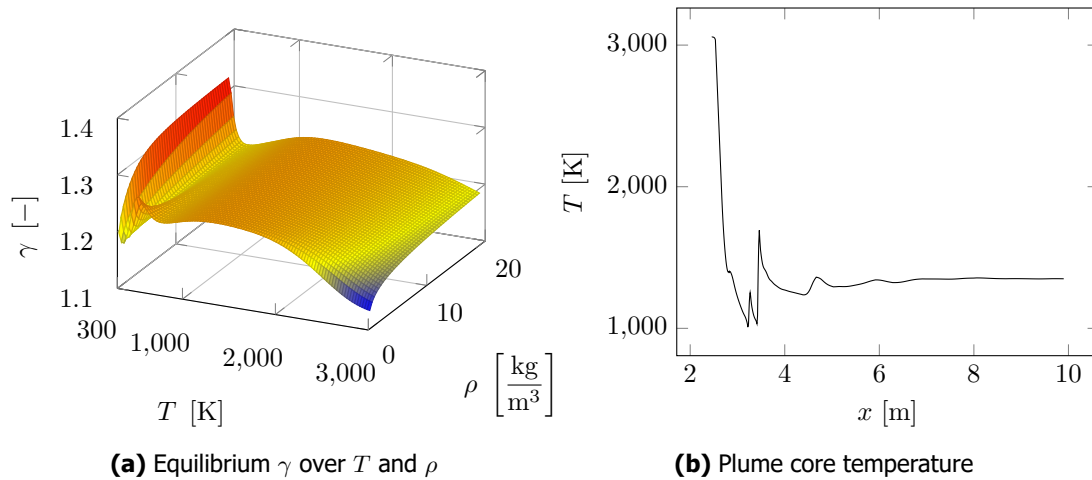 1.4
1.3
1.2
1.1
γ [−]
300
1,000
2,000
3,000
T [K]
0
10
20
ρ [kg/m³]
(a) Equilibrium γ over T and ρ
3,000
2,000
1,000
T [K]
2
4
6
8
10
x [m]
(b) Plume core temperature